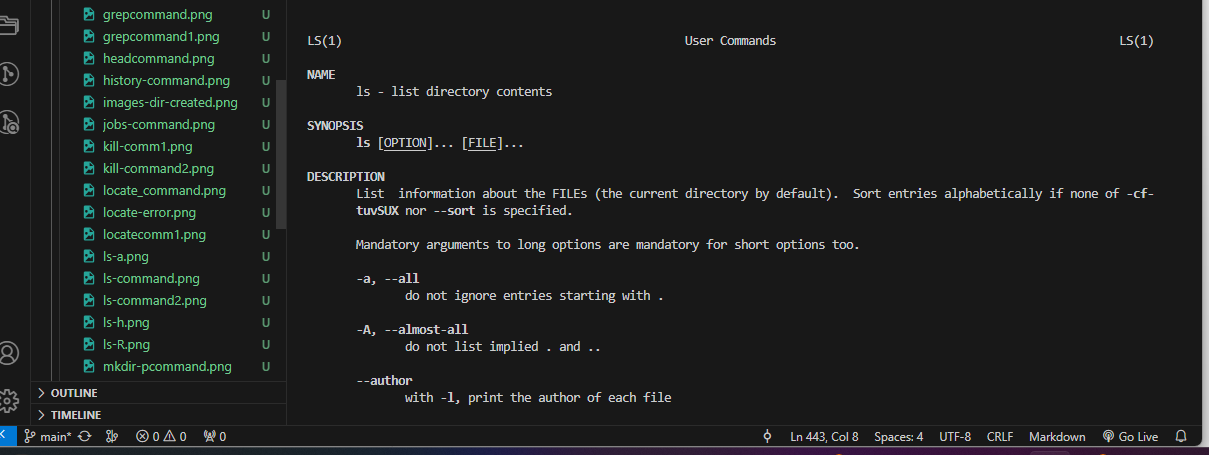 grepcommand.png U
grepcommand1.png U
headcommand.png U
history-command.png U
images-dir-created.png U
jobs-command.png U
kill-comm1.png U
kill-command2.png U
locate_command.png U
locate-error.png U
locatecomm1.png U
ls-a.png U
ls-command.png U
ls-command2.png U
ls-h.png U
ls-R.png U
mkdir-pcommand.png U
OUTLINE
TIMELINE
LS(1) User Commands LS(1)
NAME
ls - list directory contents
SYNOPSIS
ls [OPTION]... [FILE]...
DESCRIPTION
List information about the FILEs (the current directory by default). Sort entries alphabetically if none of -cf-
tuvSUX nor --sort is specified.
Mandatory arguments to long options are mandatory for short options too.
-a, --all
do not ignore entries starting with .
-A, --almost-all
do not list implied . and ..
--author
with -l, print the author of each file
main* 0 0 0 Ln 443, Col 8 Spaces: 4 UTF-8 CRLF Markdown Go Live